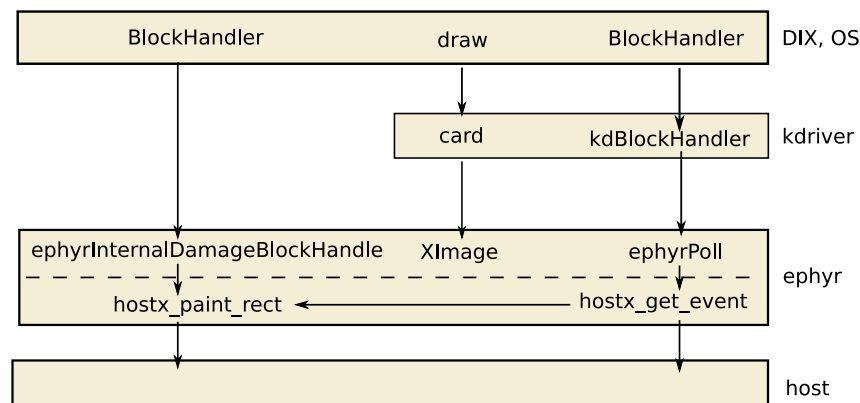 BlockHandler draw BlockHandler DIX, OS
card kdBlockHandler kdriver
ephyrInternalDamageBlockHandle XImage ephyrPoll
ephyr
hostx_paint_rect hostx_get_event
host